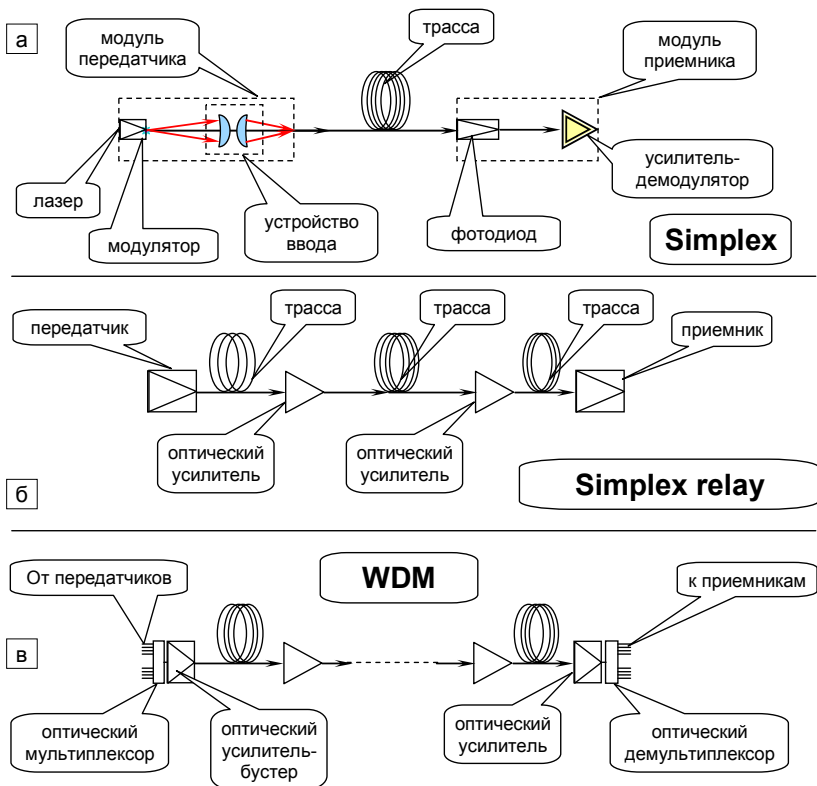 а
модуль
передатчика
трасса
модуль
приемника
лазер
модулятор
устройство
ввода
фотодиод
усилитель-
демодулятор
Simplex
передатчик
трасса
трасса
трасса
приемник
оптический
усилитель
оптический
усилитель
б
Simplex relay
От передатчиков
WDM
к приемникам
в
оптический
мультиплексор
оптический
усилитель-
бустер
оптический
усилитель
оптический
демультиплексор